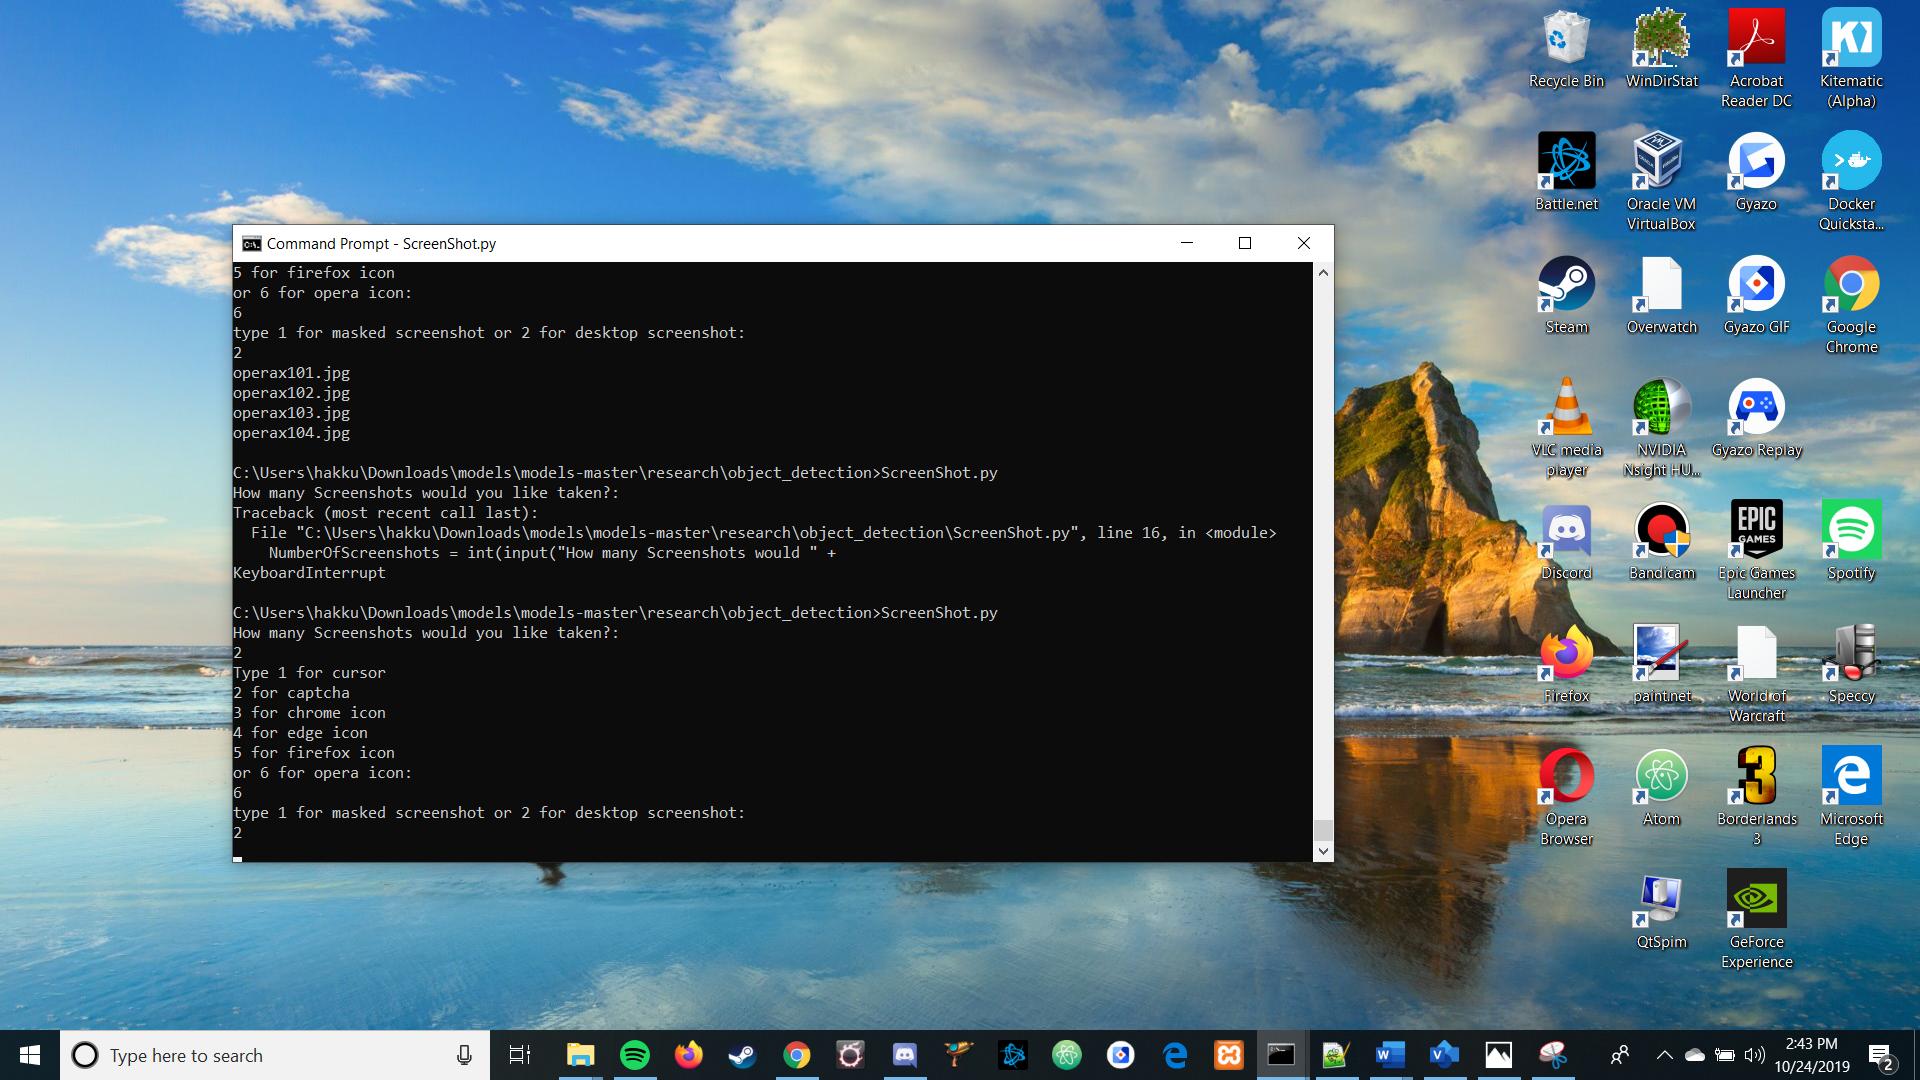 Command Prompt - ScreenShot.py
5 for firefox icon
or 6 for opera icon:
6
type 1 for masked screenshot or 2 for desktop screenshot:
2
operax101.jpg
operax102.jpg
operax103.jpg
operax104.jpg
C:\Users\hakku\Downloads\models\models-master\research\object_detection>ScreenShot.py
How many Screenshots would you like taken?:
Traceback (most recent call last):
  File "C:\Users\hakku\Downloads\models\models-master\research\object_detection\ScreenShot.py", line 16, in <module>
    NumberOfScreenshots = int(input("How many Screenshots would " +
KeyboardInterrupt
C:\Users\hakku\Downloads\models\models-master\research\object_detection>ScreenShot.py
How many Screenshots would you like taken?:
2
Type 1 for cursor
2 for captcha
3 for chrome icon
4 for edge icon
5 for firefox icon
or 6 for opera icon:
6
type 1 for masked screenshot or 2 for desktop screenshot:
2
Recycle Bin
WinDirStat
Acrobat
Reader DC
Kitematic
(Alpha)
Battle.net
Oracle VM
VirtualBox
Gyazo
Docker
Quicksta...
Steam
Overwatch
Gyazo GIF
Google
Chrome
VLC media
player
NVIDIA
Nsight HU...
Gyazo Replay
Discord
Bandicam
EPIC
GAMES
Epic Games
Launcher
Spotify
Firefox
paint.net
World of
Warcraft
Speccy
Opera
Browser
Atom
3
Borderlands
3
Microsoft
Edge
QtSpim
GeForce
Experience
Type here to search
2:43 PM
10/24/2019
2